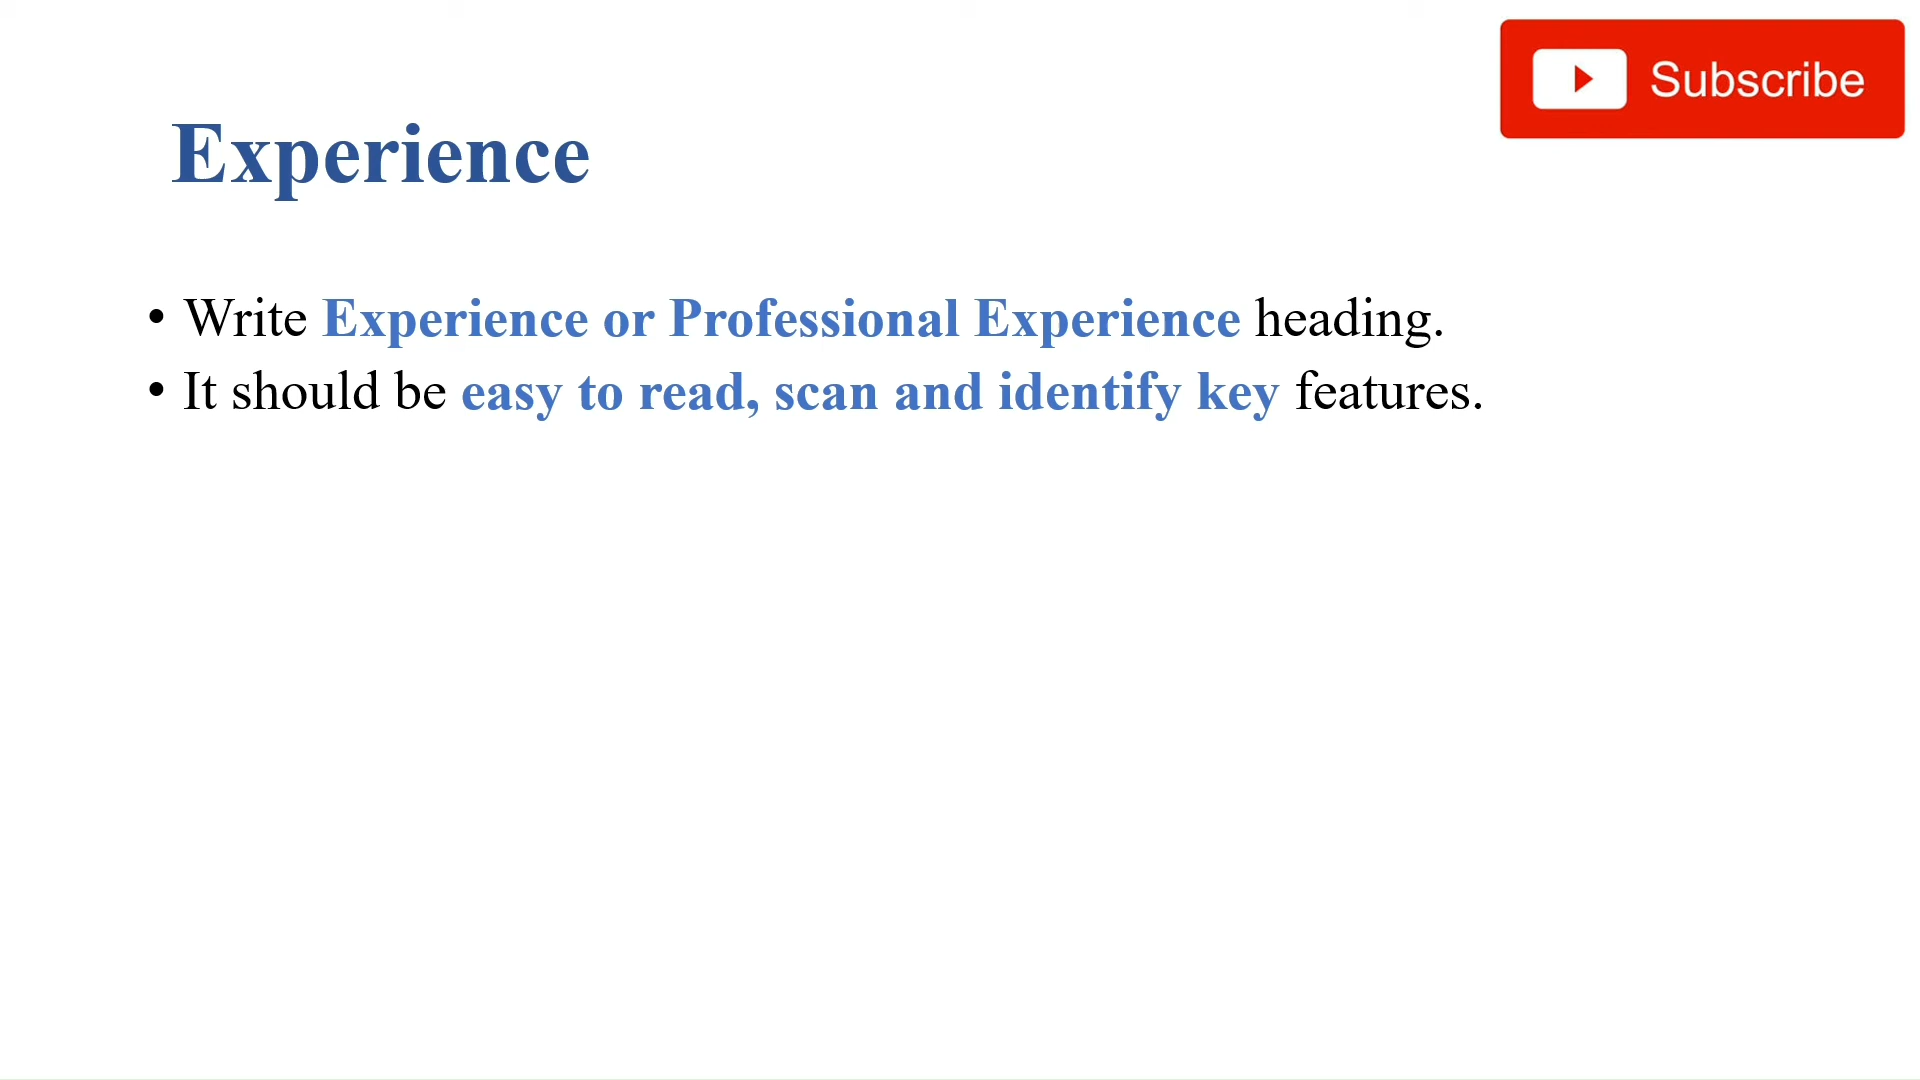 Subscribe
Experience
• Write Experience or Professional Experience heading.
• It should be easy to read, scan and identify key features.